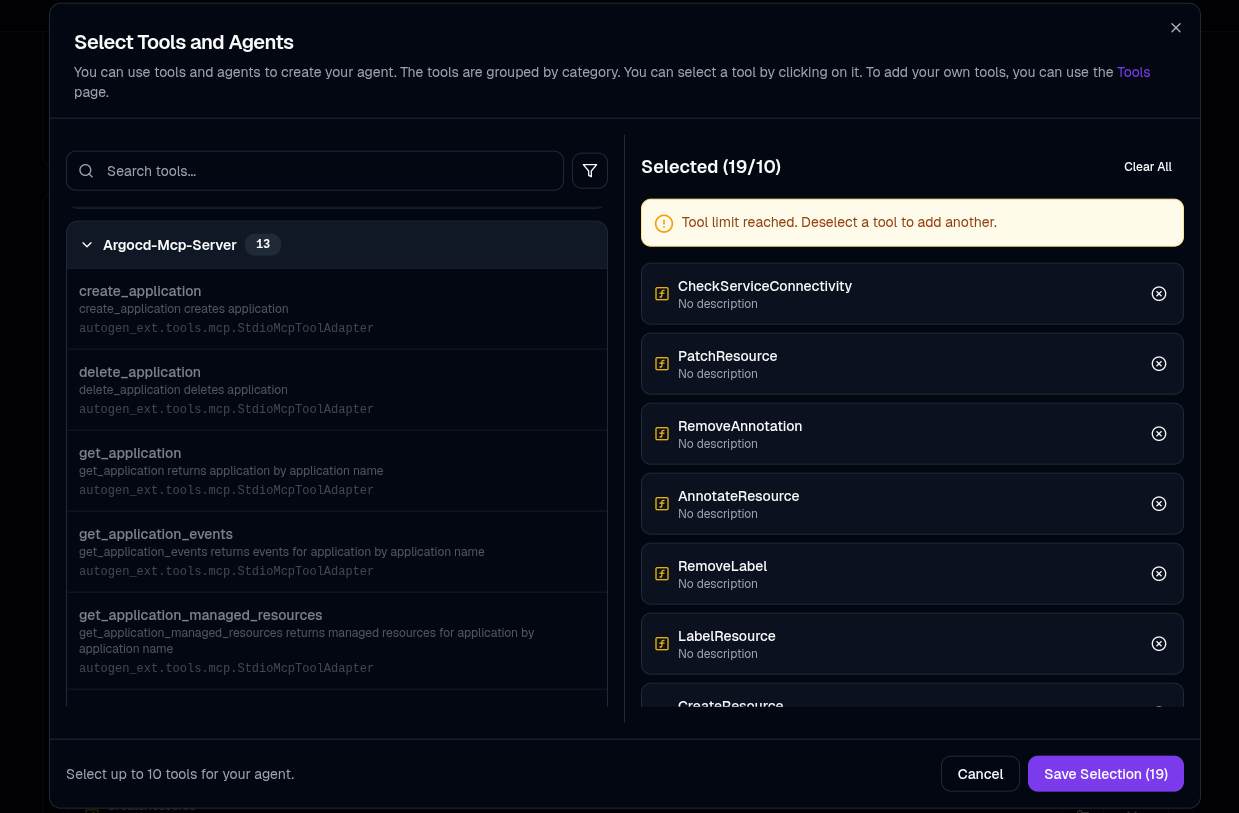 Select Tools and Agents
You can use tools and agents to create your agent. The tools are grouped by category. You can select a tool by clicking on it. To add your own tools, you can use the Tools
page.
Search tools...
Argocd-Mcp-Server 13
create_application
create_application creates application
autogen_ext.tools.mcp.StdioMcpToolAdapter
delete_application
delete_application deletes application
autogen_ext.tools.mcp.StdioMcpToolAdapter
get_application
get_application returns application by application name
autogen_ext.tools.mcp.StdioMcpToolAdapter
get_application_events
get_application_events returns events for application by application name
autogen_ext.tools.mcp.StdioMcpToolAdapter
get_application_managed_resources
get_application_managed_resources returns managed resources for application by
application name
autogen_ext.tools.mcp.StdioMcpToolAdapter
Selected (19/10)
Clear All
Tool limit reached. Deselect a tool to add another.
CheckServiceConnectivity
No description
PatchResource
No description
RemoveAnnotation
No description
AnnotateResource
No description
RemoveLabel
No description
LabelResource
No description
CreateResource
Select up to 10 tools for your agent.
Cancel
Save Selection (19)